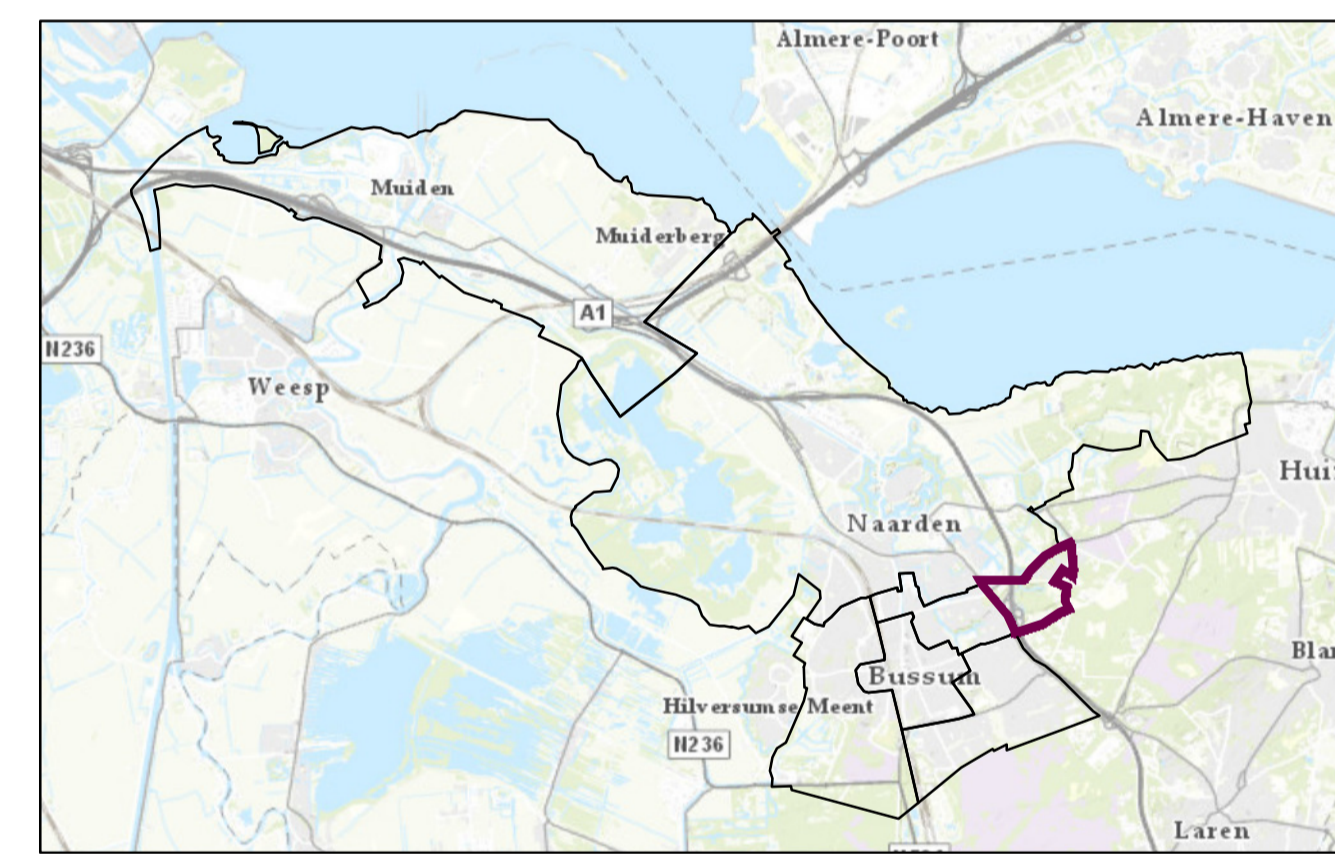 Almere-Poort
Almere-Haven
Muiden
Muiderberg
A1
N236
Weesp
Hui
Naarden
Bla
Bussum
Hilversumse Meent
N236
Laren